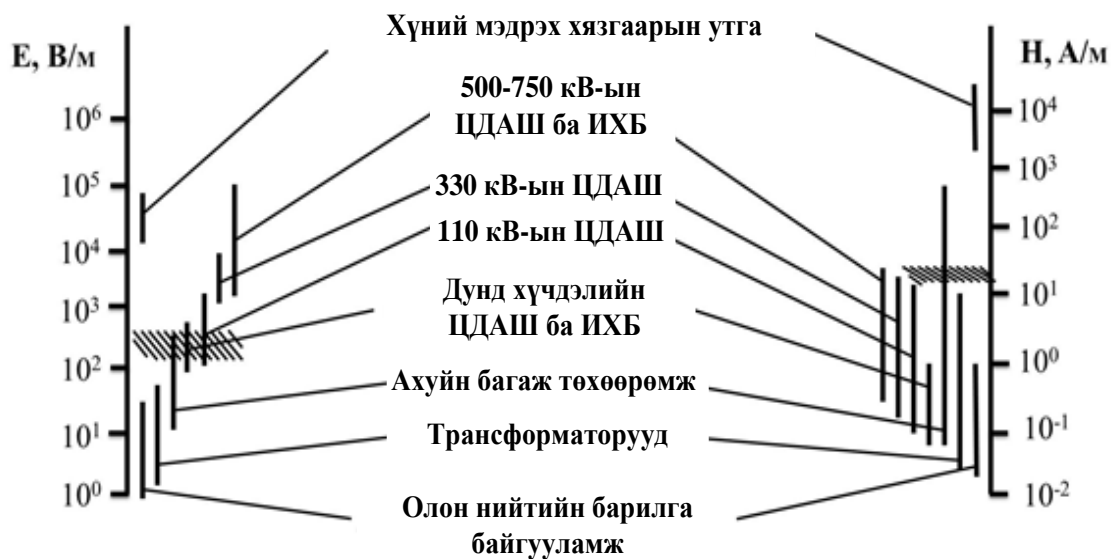 Хүний мэдрэх хязгаарын утга
E, В/м
H, А/м
500-750 кВ-ын
ЦДАШ ба ИХБ
330 кВ-ын ЦДАШ
110 кВ-ын ЦДАШ
Дунд хүчдэлийн
ЦДАШ ба ИХБ
Ахуйн багаж төхөөрөмж
Трансформаторууд
Олон нийтийн барилга
байгууламж
10⁶
10⁵
10⁴
10³
10²
10¹
10⁰
10⁴
10³
10²
10¹
10⁰
10⁻¹
10⁻²